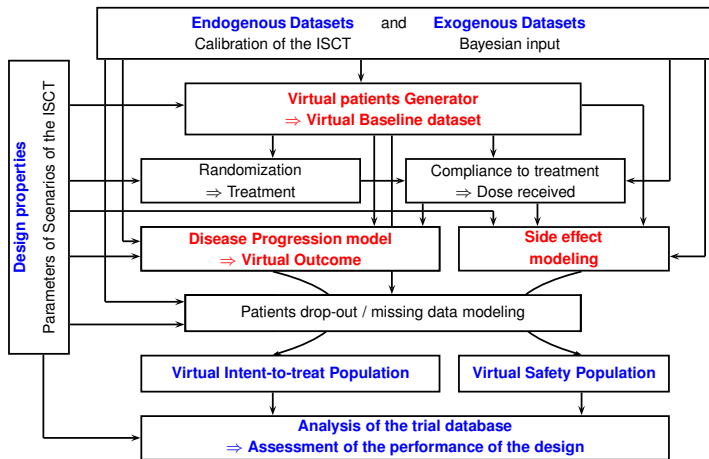 Endogenous Datasets and Exogenous Datasets
Calibration of the ISCT Bayesian input
Design properties
Parameters of Scenarios of the ISCT
Virtual patients Generator
⇒ Virtual Baseline dataset
Randomization
⇒ Treatment
Compliance to treatment
⇒ Dose received
Disease Progression model
⇒ Virtual Outcome
Side effect
modeling
Patients drop-out / missing data modeling
Virtual Intent-to-treat Population
Virtual Safety Population
Analysis of the trial database
⇒ Assessment of the performance of the design